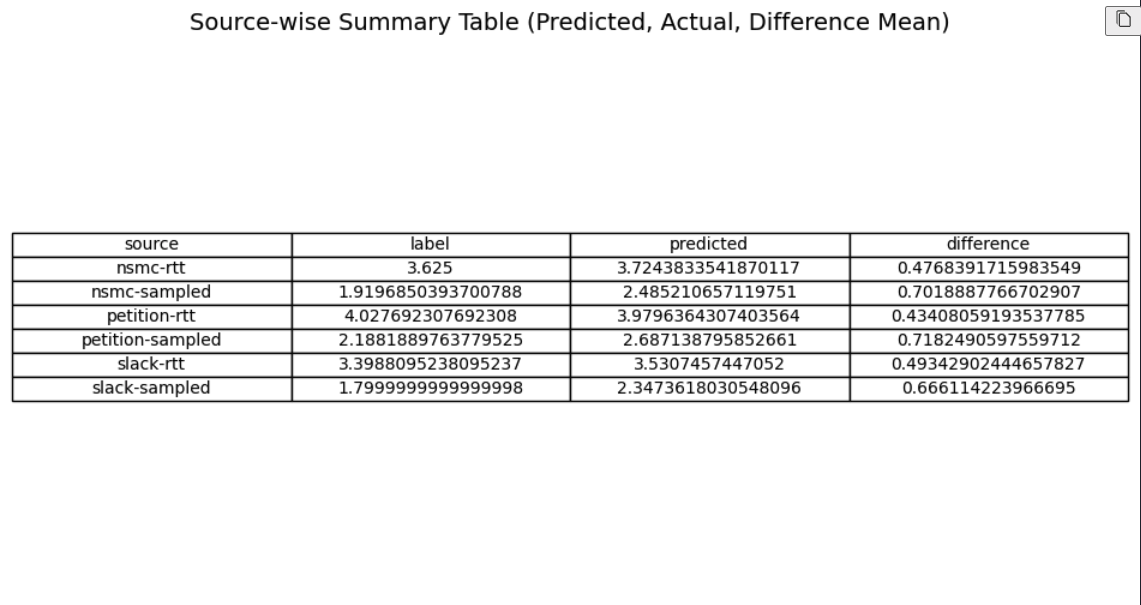 Source-wise Summary Table (Predicted, Actual, Difference Mean)
source label predicted difference
nsmc-rtt 3.625 3.7243833541870117 0.4768391715983549
nsmc-sampled 1.9196850393700788 2.485210657119751 0.7018887766702907
petition-rtt 4.027692307692308 3.9796364307403564 0.43408059193537785
petition-sampled 2.1881889763779525 2.687138795852661 0.7182490597559712
slack-rtt 3.3988095238095237 3.5307457447052 0.49342902444657827
slack-sampled 1.7999999999999998 2.3473618030548096 0.666114223966695